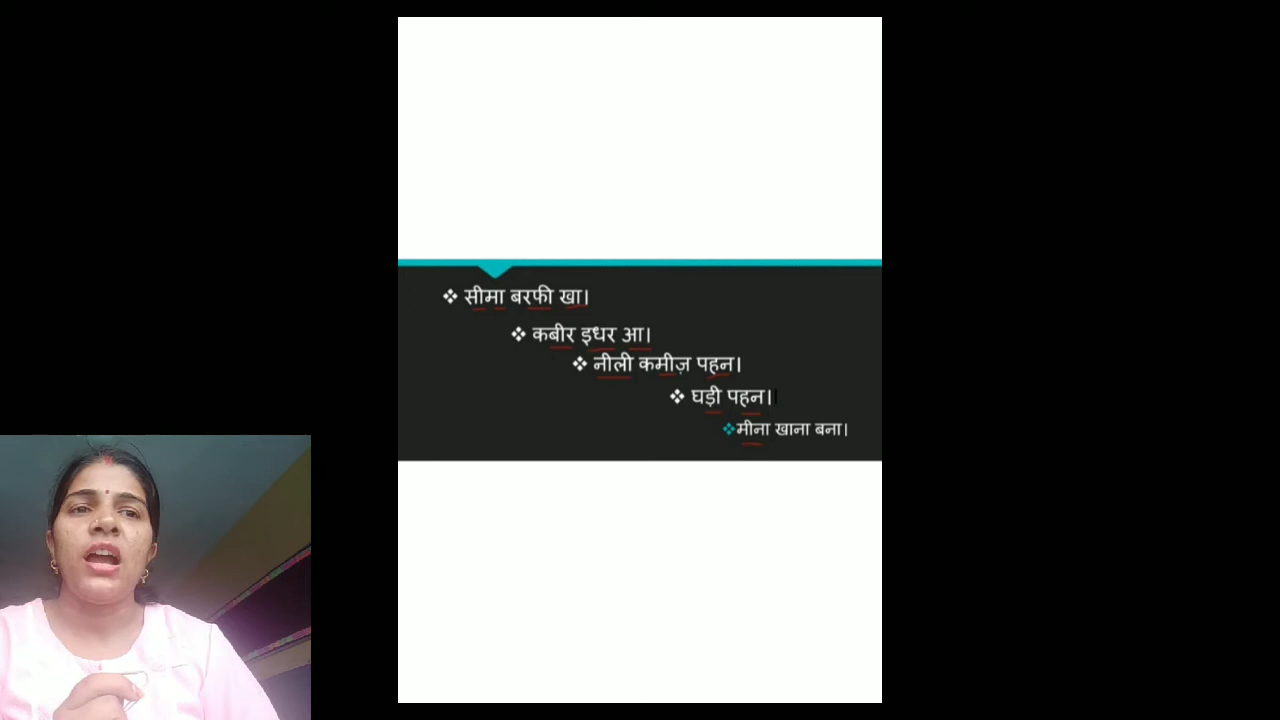 ❖ सीमा बरफी खा।
❖ कबीर इधर आ।
❖ नीली कमीज़ पहन।
❖ घड़ी पहन।
❖ मीना खाना बना।